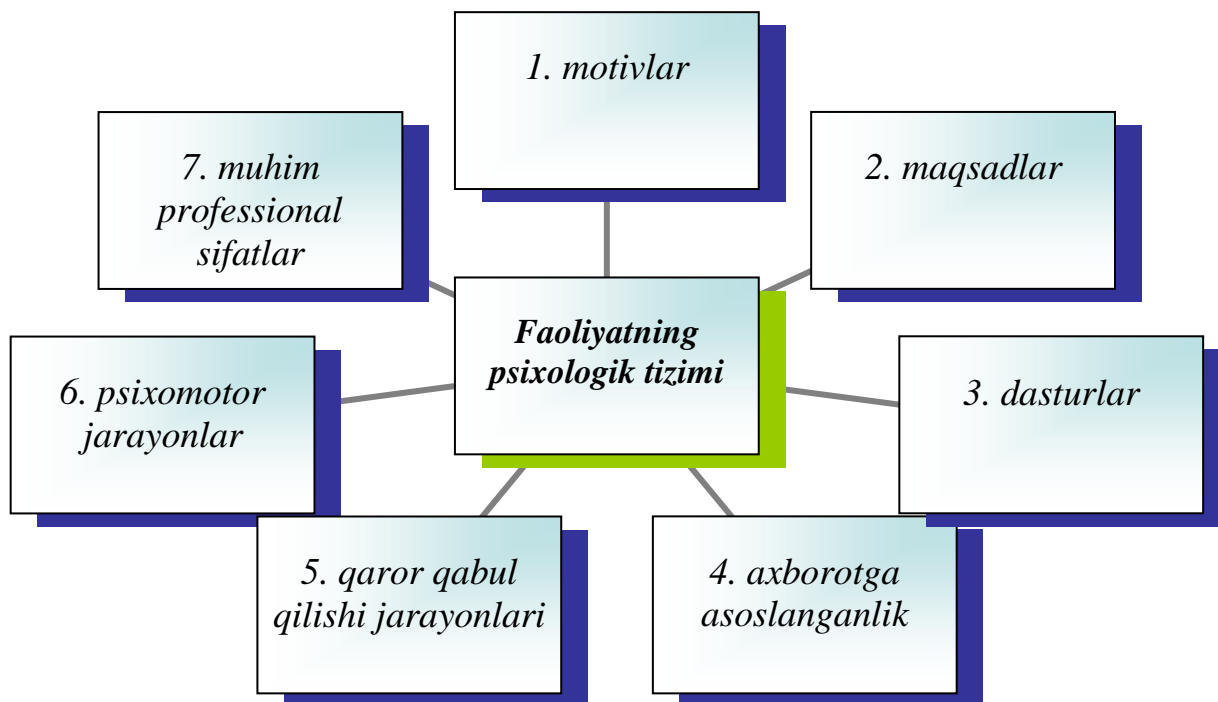 1. motivlar
2. maqsadlar
7. muhim
professional
sifatlar
Faoliyatning
psixologik tizimi
3. dasturlar
6. psixomotor
jarayonlar
5. qaror qabul
qilishi jarayonlari
4. axborotga
asoslanganlik